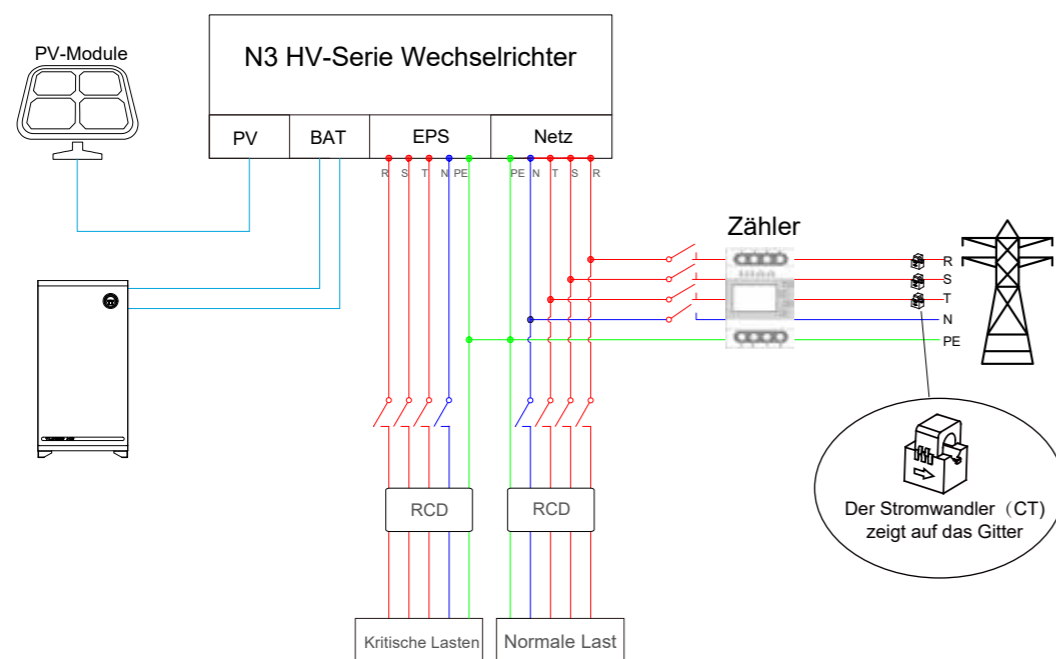 N3 HV-Serie Wechselrichter
PV-Module
PV
BAT
EPS
Netz
R S T N PE
PE N T S R
Zähler
R
S
T
N
PE
RCD
RCD
Der Stromwandler（CT)
zeigt auf das Gitter
Kritische Lasten
Normale Last